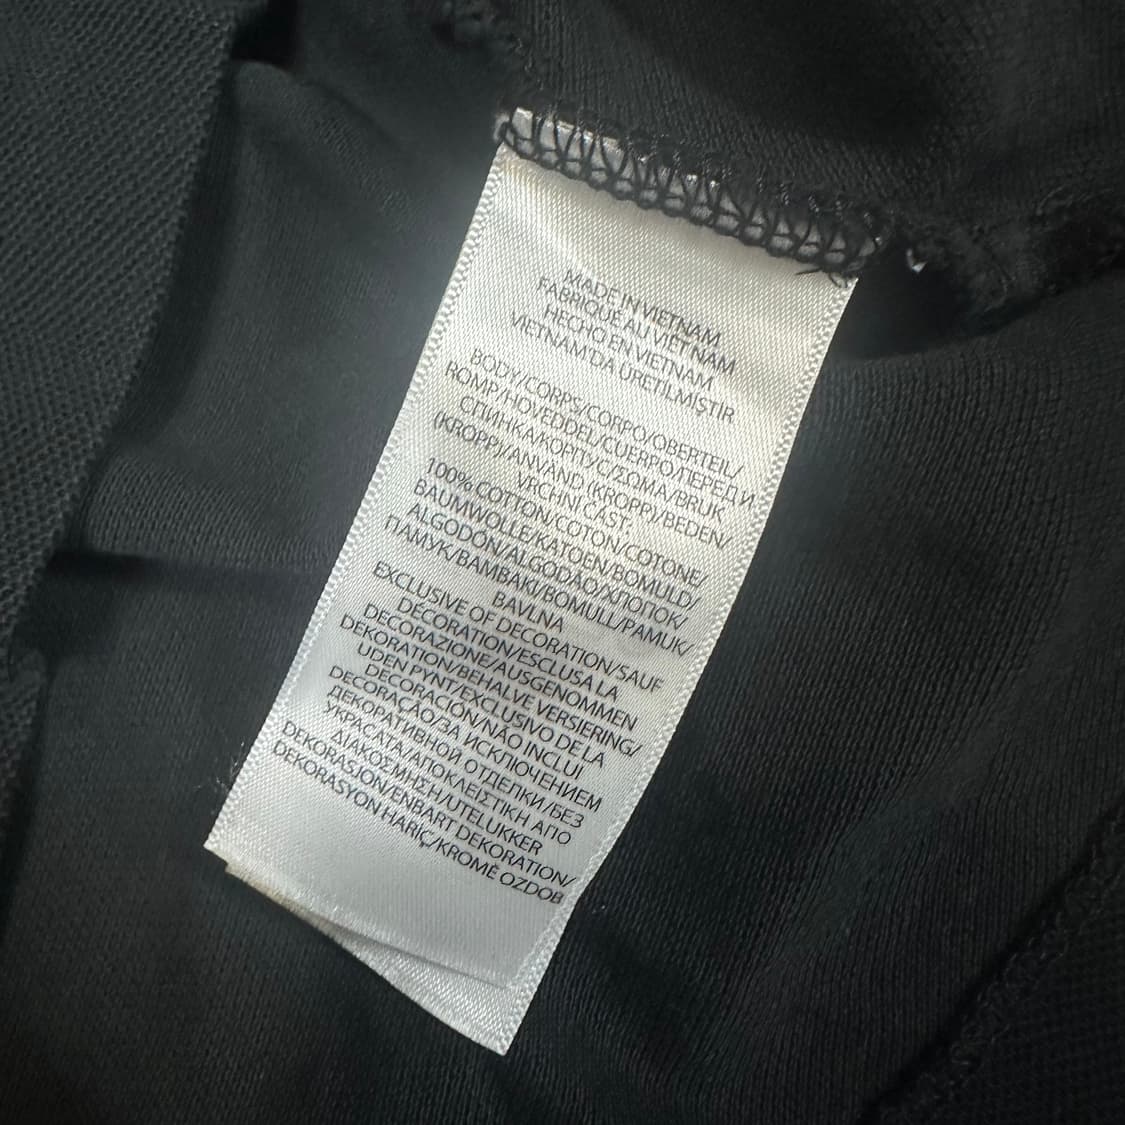 MADE IN VIETNAM
FABRIQUÉ AU VIET NAM
HECHO EN VIETNAM
VIETNAM'DA ÜRETİLMİŞTİR
BODY/CORPS/CORPO/OBERTEIL/
ROMP/HOVEDDEL/CUERPO/ПЕРЕД И
СПИНКА/КОРПУС/ΣΩΜΑ/BRUK
(KROPP)/ANVÄND (KROPP)/BEDEN/
VRCHNÍ ČÁST:
100% COTTON/COTON/COTONE/
BAUMWOLLE/KATOEN/BOMULD/
ALGODÓN/ALGODÃO/ХЛОПОК/
ПАМУК/ΒΑΜΒΑΚΙ/BOMULL/PAMUK/
BAVLNA
EXCLUSIVE OF DECORATION/SAUF
DÉCORATION/ESCLUSA LA
DECORAZIONE/AUSGENOMMEN
DEKORATION/BEHALVE VERSIERING/
UDEN PYNT/EXCLUSIVO DE LA
DECORACIÓN/NÃO INCLUI
DECORAÇÃO/ЗА ИСКЛЮЧЕНИЕМ
ДЕКОРАТИВНОЙ ОТДЕЛКИ/БЕЗ
УКРАСАТА/ΑΠΟΚΛΕΙΣΤΙΚΗ ΑΠΟ
ΔΙΑΚΟΣΜΗΣΗ/UTELUKKER
DEKORASJON/ENBART DEKORATION/
DEKORASYON HARİÇ/KROMĚ OZDOB